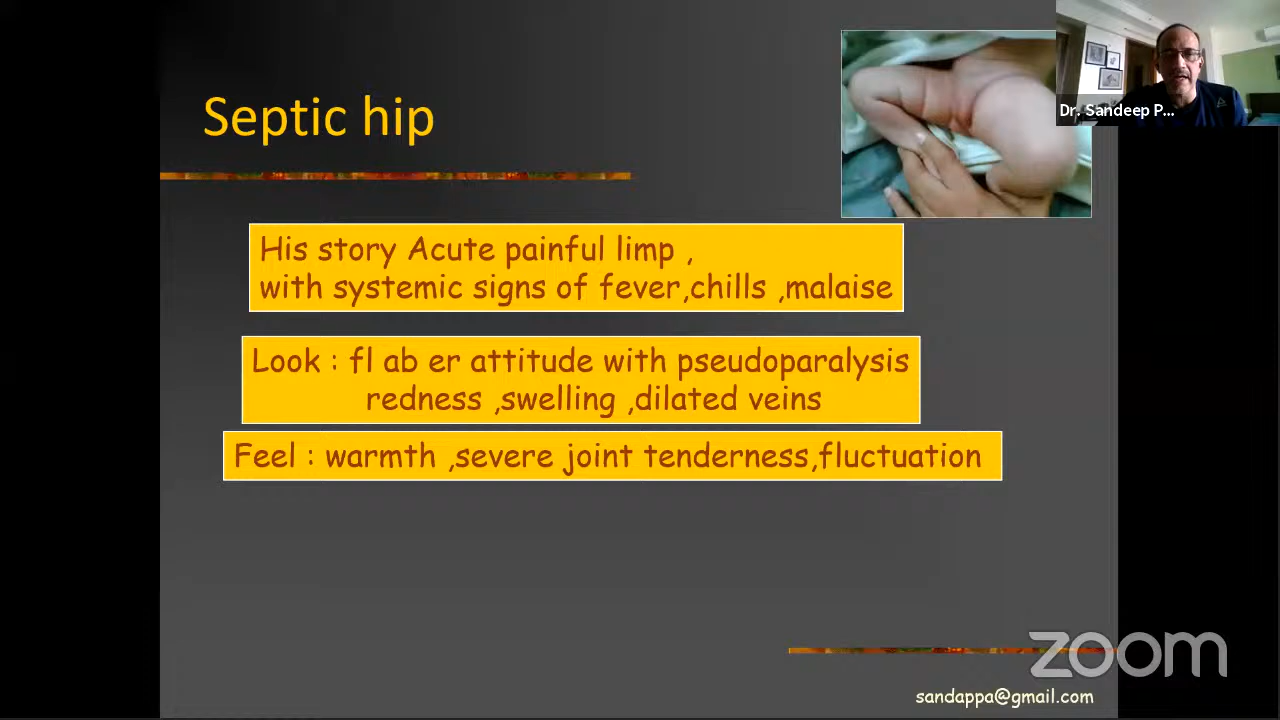 Septic hip
Dr. Sandeep P...
His story Acute painful limp ,
with systemic signs of fever,chills ,malaise
Look : fl ab er attitude with pseudoparalysis
redness ,swelling ,dilated veins
Feel : warmth ,severe joint tenderness,fluctuation
zoom
sandappa@gmail.com